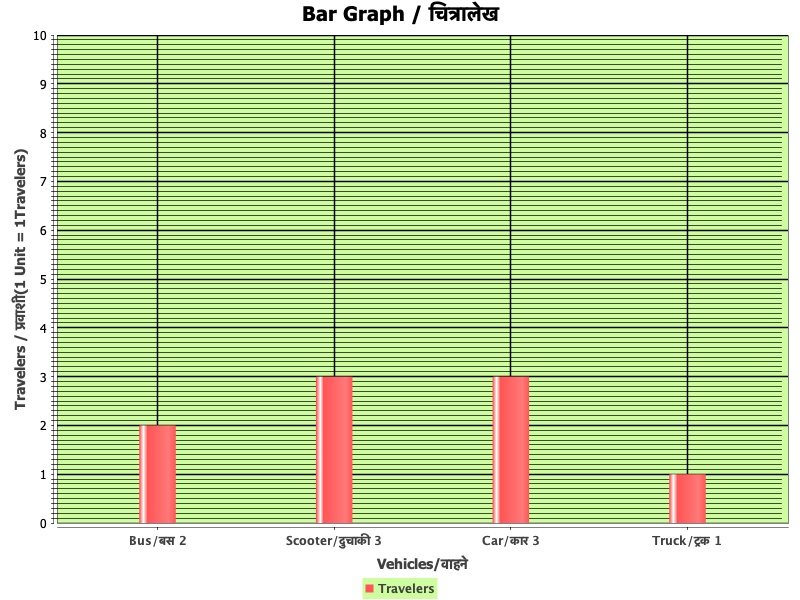 Bar Graph / चित्रालेख
10
9
8
7
6
5
4
3
2
1
0
Travelers / प्रवाशी(1 Unit = 1Travelers)
Bus/बस 2
Scooter/दुचाकी 3
Car/कार 3
Truck/ट्रक 1
Vehicles/वाहने
Travelers